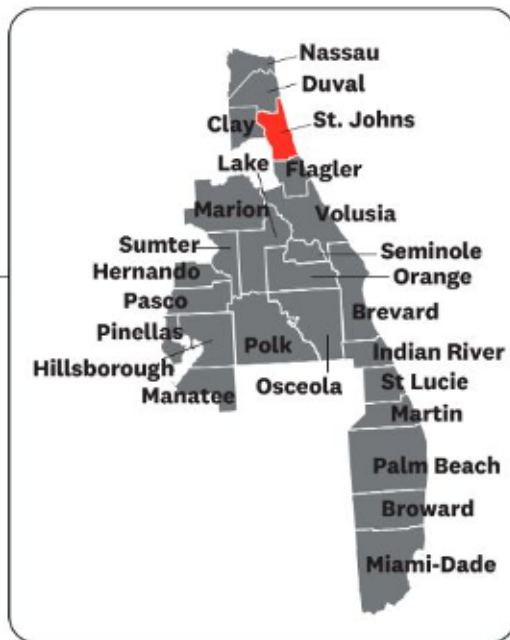 Nassau
Duval
Clay
St. Johns
Lake
Flagler
Marion
Volusia
Sumter
Seminole
Hernando
Orange
Pasco
Brevard
Pinellas
Polk
Indian River
Hillsborough
Osceola
St Lucie
Manatee
Martin
Palm Beach
Broward
Miami-Dade